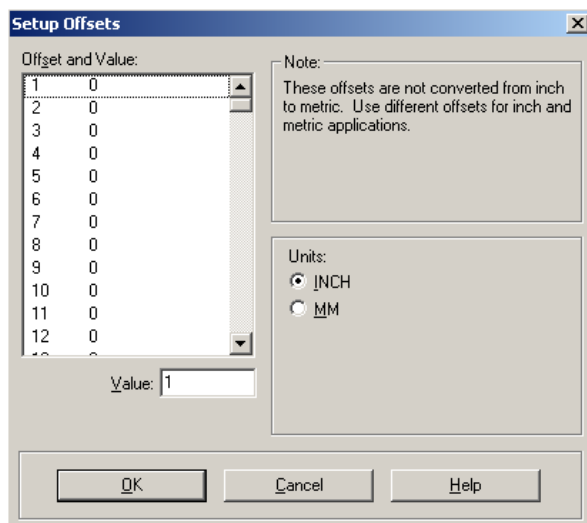 Setup Offsets
Offset and Value:
1 0
2 0
3 0
4 0
5 0
6 0
7 0
8 0
9 0
10 0
11 0
12 0
Value: 1
Note:
These offsets are not converted from inch
to metric. Use different offsets for inch and
metric applications.
Units:
INCH
MM
OK
Cancel
Help